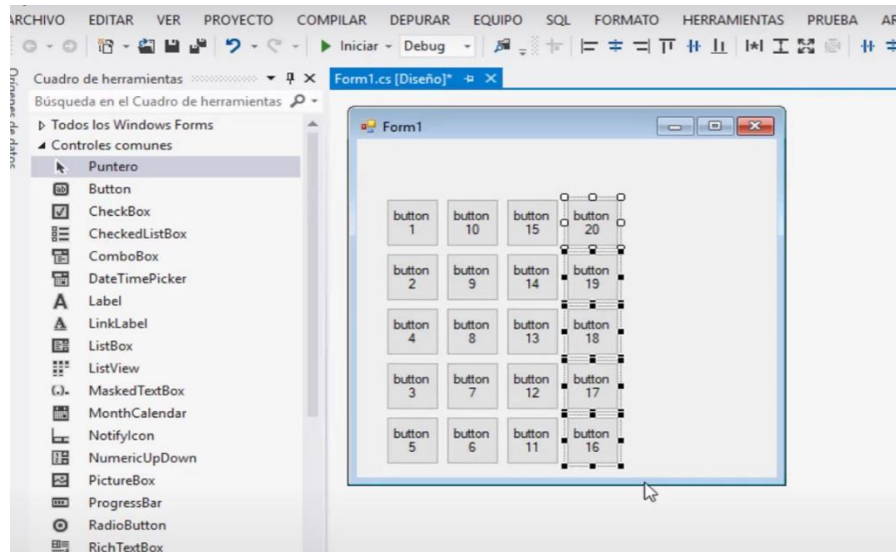 ARCHIVO EDITAR VER PROYECTO COMPILAR DEPURAR EQUIPO SQL FORMATO HERRAMIENTAS PRUEBA
Iniciar Debug
Orígenes de datos
Cuadro de herramientas
Form1.cs [Diseño]*
Búsqueda en el Cuadro de herramientas
Todos los Windows Forms
Controles comunes
Puntero
Button
CheckBox
CheckedListBox
ComboBox
DateTimePicker
Label
LinkLabel
ListBox
ListView
MaskedTextBox
MonthCalendar
NotifyIcon
NumericUpDown
PictureBox
ProgressBar
RadioButton
RichTextBox
Form1
button button button button
1 10 15 20
button button button button
2 9 14 19
button button button button
4 8 13 18
button button button button
3 7 12 17
button button button button
5 6 11 16